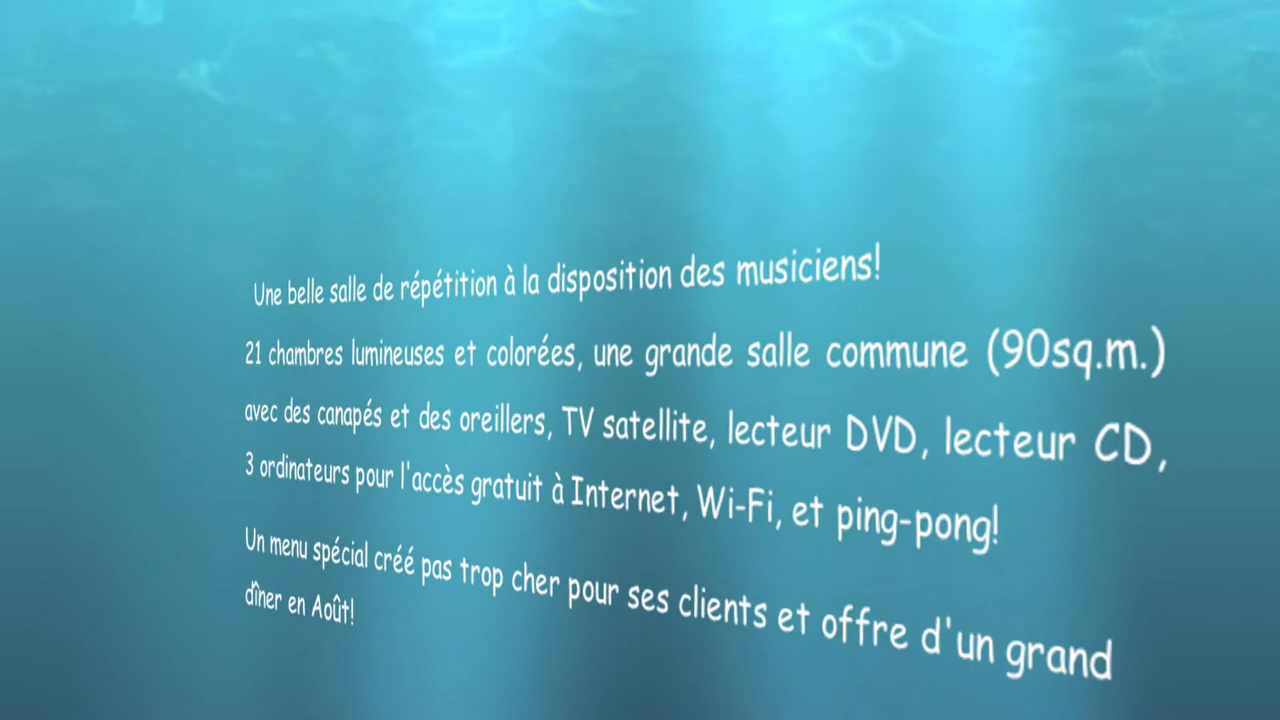 Une belle salle de répétition à la disposition des musiciens!
21 chambres lumineuses et colorées, une grande salle commune (90sq.m.)
avec des canapés et des oreillers, TV satellite, lecteur DVD, lecteur CD,
3 ordinateurs pour l'accès gratuit à Internet, Wi-Fi, et ping-pong!
Un menu spécial créé pas trop cher pour ses clients et offre d'un grand
dîner en Août!